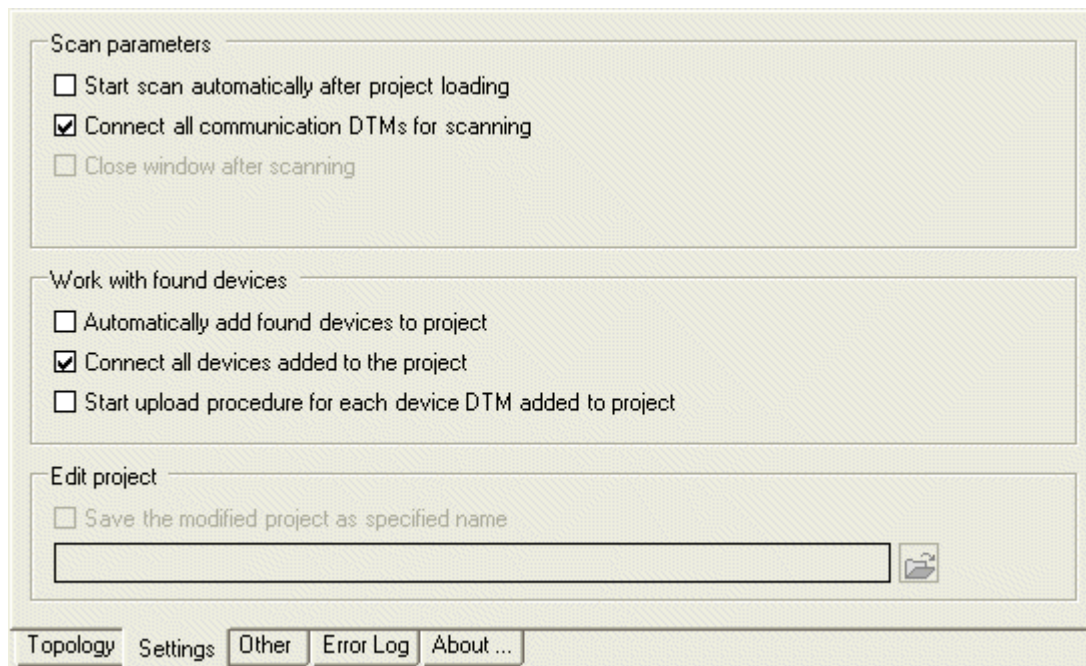 Scan parameters
Start scan automatically after project loading
Connect all communication DTMs for scanning
Close window after scanning
Work with found devices
Automatically add found devices to project
Connect all devices added to the project
Start upload procedure for each device DTM added to project
Edit project
Save the modified project as specified name
Topology Settings Other Error Log About ...